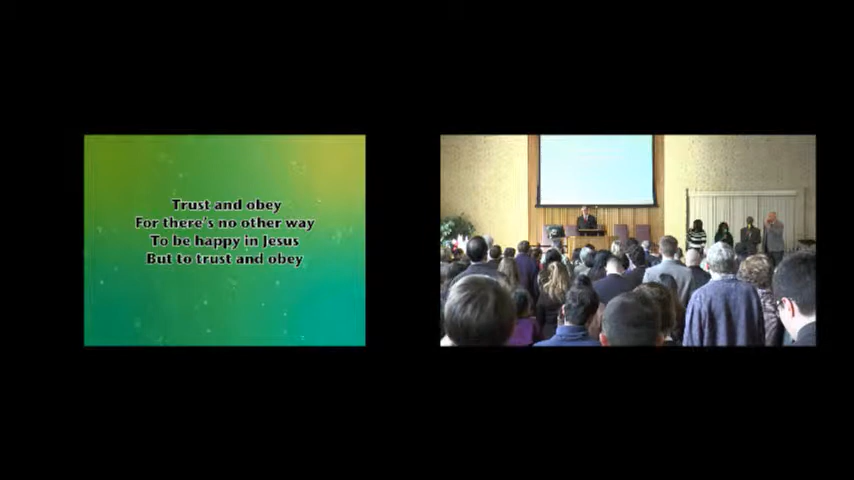 Trust and obey
For there's no other way
To be happy in Jesus
But to trust and obey